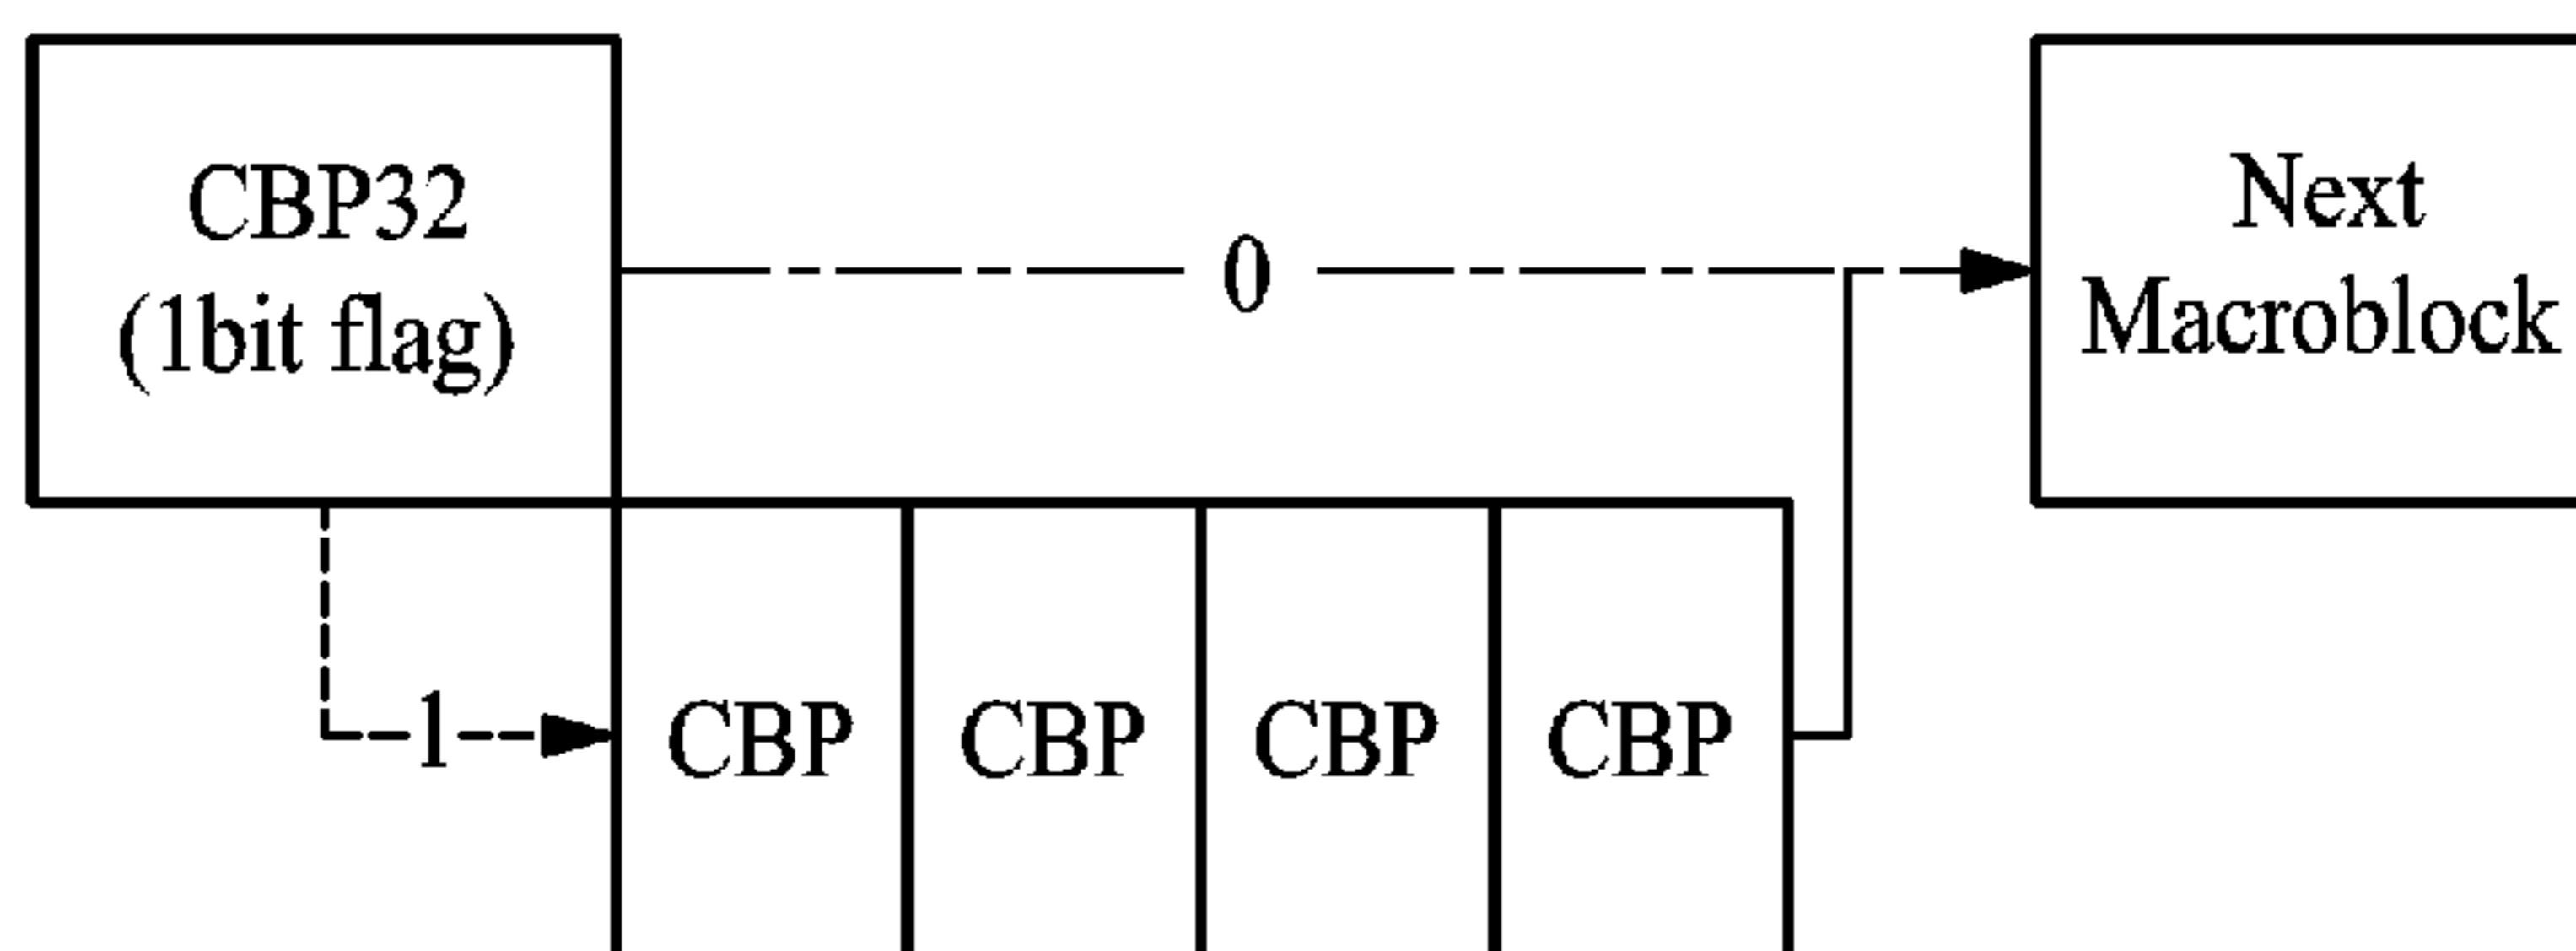 CBP32
(1bit flag)
0
Next
Macroblock
1
CBP CBP CBP CBP